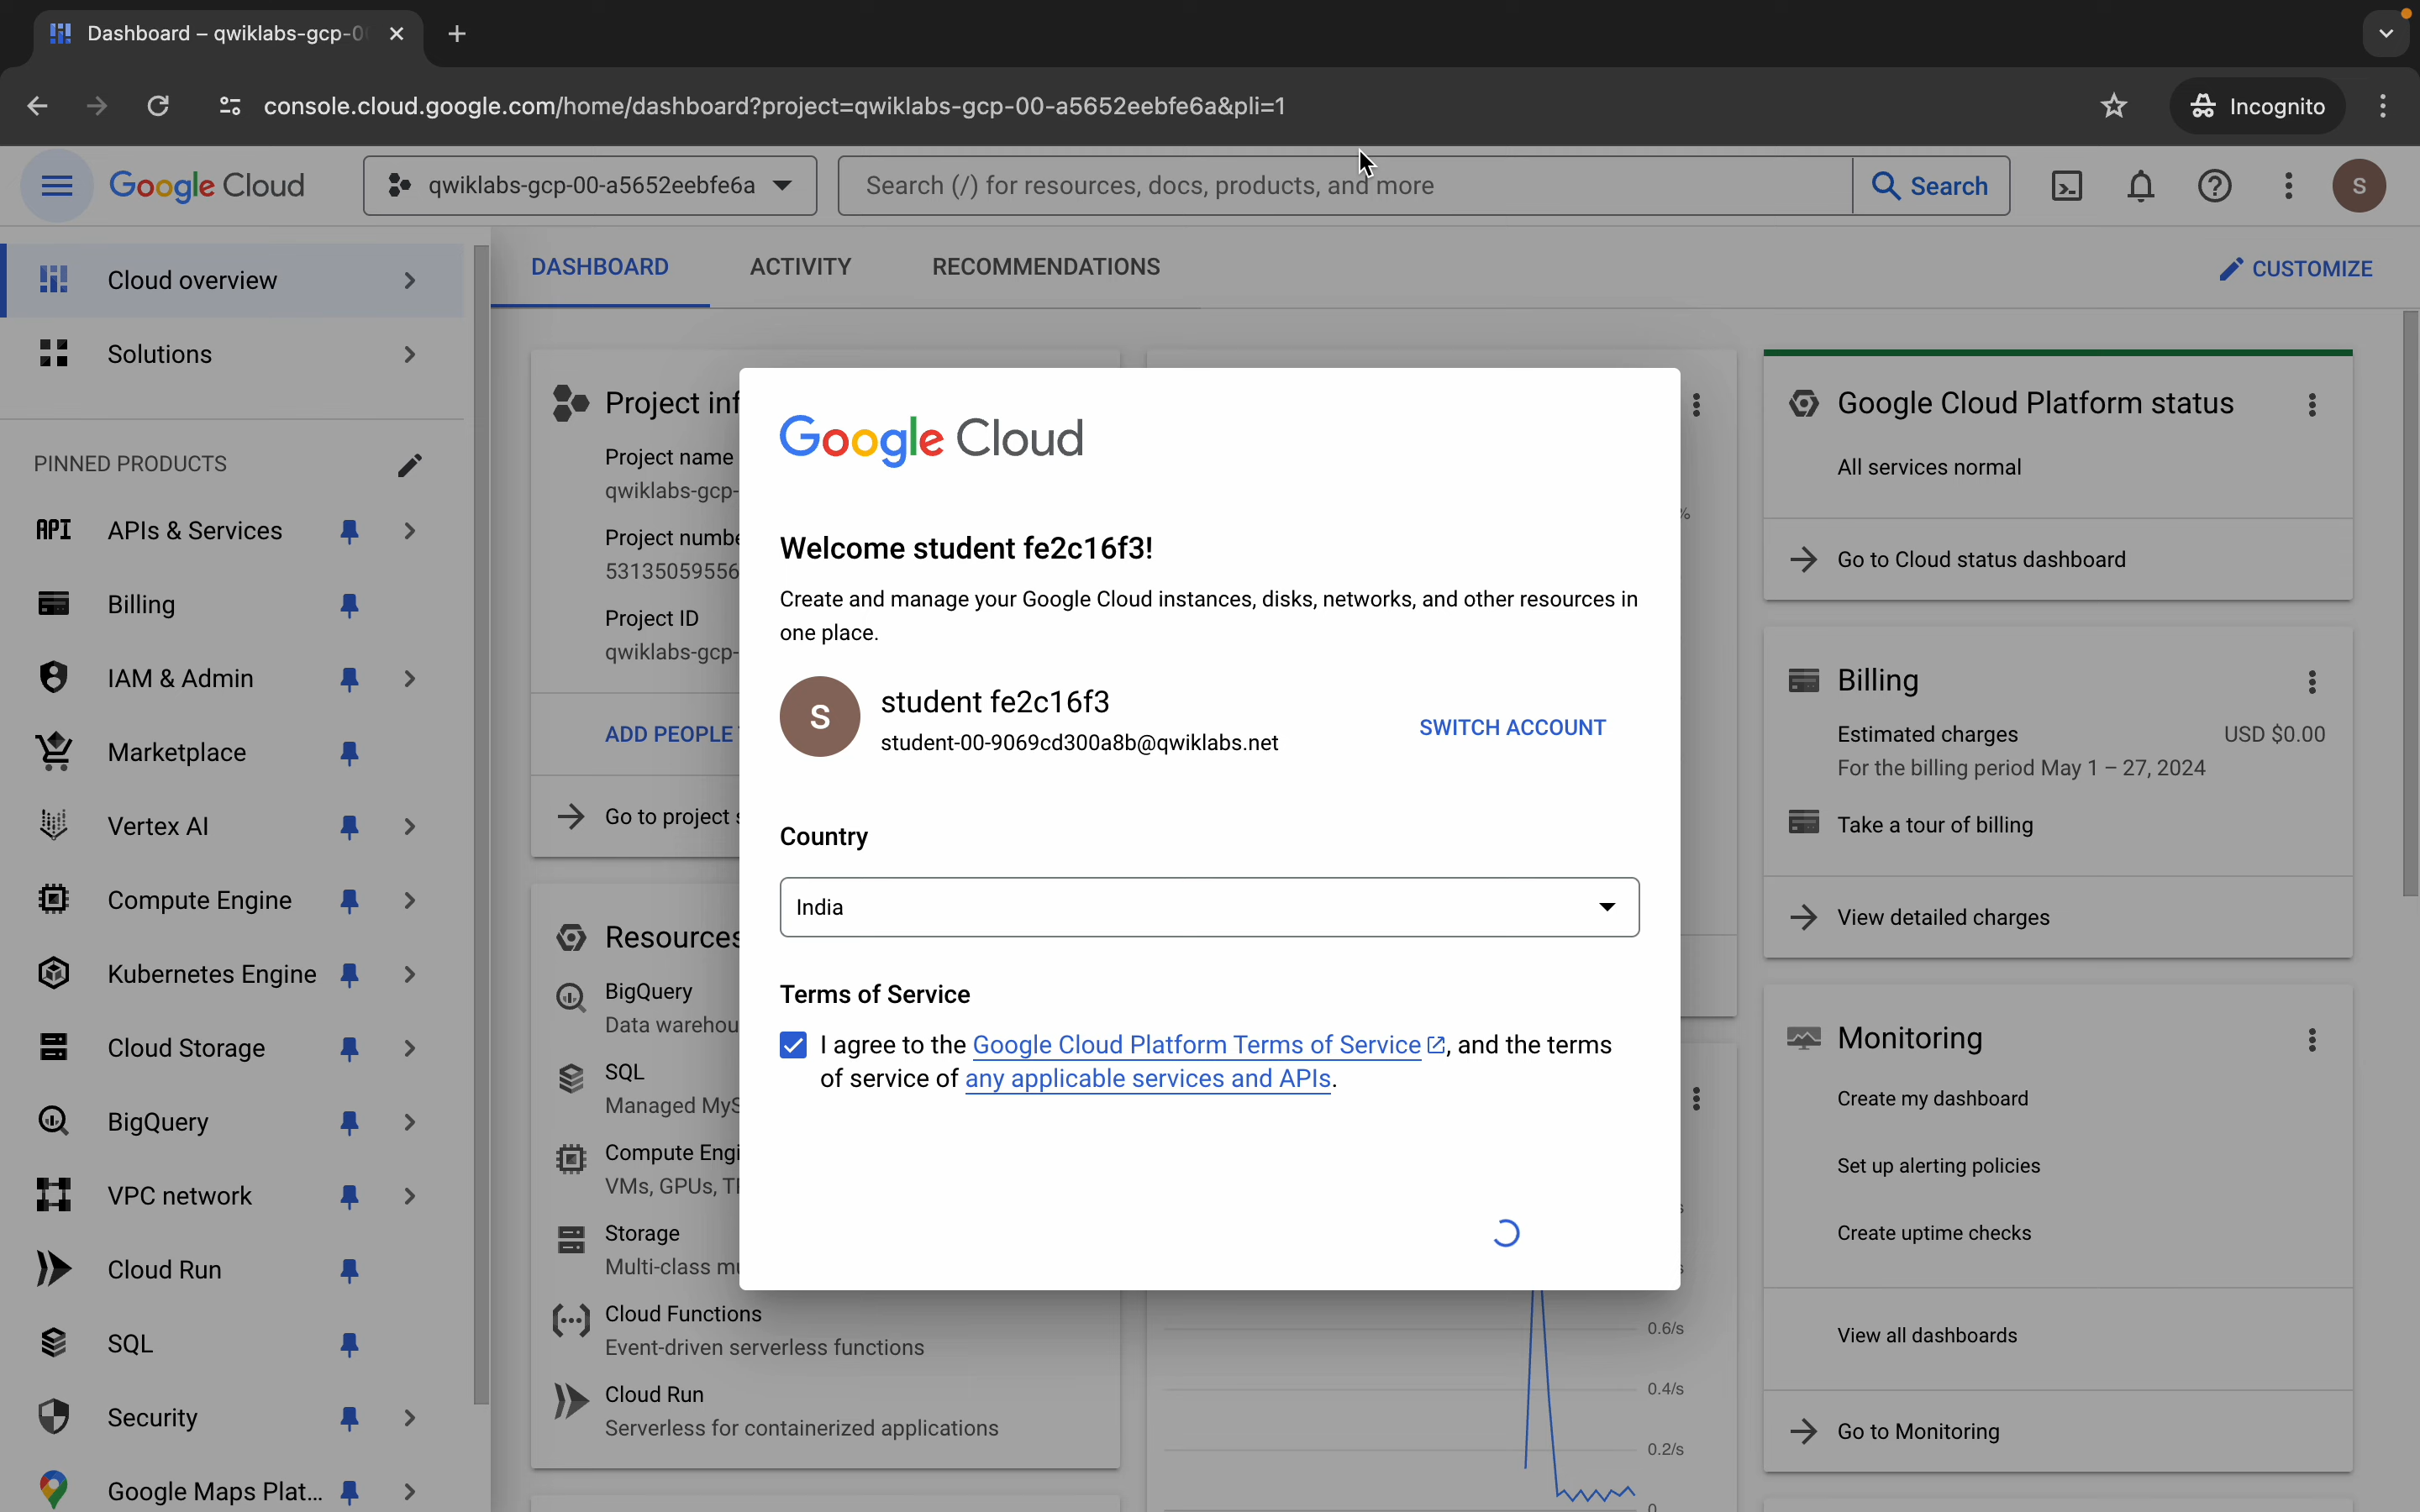 Dashboard – qwiklabs-gcp-0
console.cloud.google.com/home/dashboard?project=qwiklabs-gcp-00-a5652eebfe6a&pli=1
Incognito
Google Cloud
qwiklabs-gcp-00-a5652eebfe6a
Search (/) for resources, docs, products, and more
Search
S
Cloud overview
Solutions
PINNED PRODUCTS
API APIs & Services
Billing
IAM & Admin
Marketplace
Vertex AI
Compute Engine
Kubernetes Engine
Cloud Storage
BigQuery
VPC network
Cloud Run
SQL
Security
Google Maps Plat...
DASHBOARD
ACTIVITY
RECOMMENDATIONS
CUSTOMIZE
Project inf
Project name
qwiklabs-gcp-
Project numbe
53135059556
Project ID
qwiklabs-gcp-
ADD PEOPLE
Go to project s
Resources
BigQuery
Data warehou
SQL
Managed MyS
Compute Engi
VMs, GPUs,
Storage
Multi-class mu
Cloud Functions
Event-driven serverless functions
Cloud Run
Serverless for containerized applications
Google Cloud
Welcome student fe2c16f3!
Create and manage your Google Cloud instances, disks, networks, and other resources in
one place.
S
student fe2c16f3
student-00-9069cd300a8b@qwiklabs.net
SWITCH ACCOUNT
Country
India
Terms of Service
I agree to the Google Cloud Platform Terms of Service, and the terms
of service of any applicable services and APIs.
%
0.6/s
0.4/s
0.2/s
0
Google Cloud Platform status
All services normal
Go to Cloud status dashboard
Billing
Estimated charges
USD $0.00
For the billing period May 1 – 27, 2024
Take a tour of billing
View detailed charges
Monitoring
Create my dashboard
Set up alerting policies
Create uptime checks
View all dashboards
Go to Monitoring